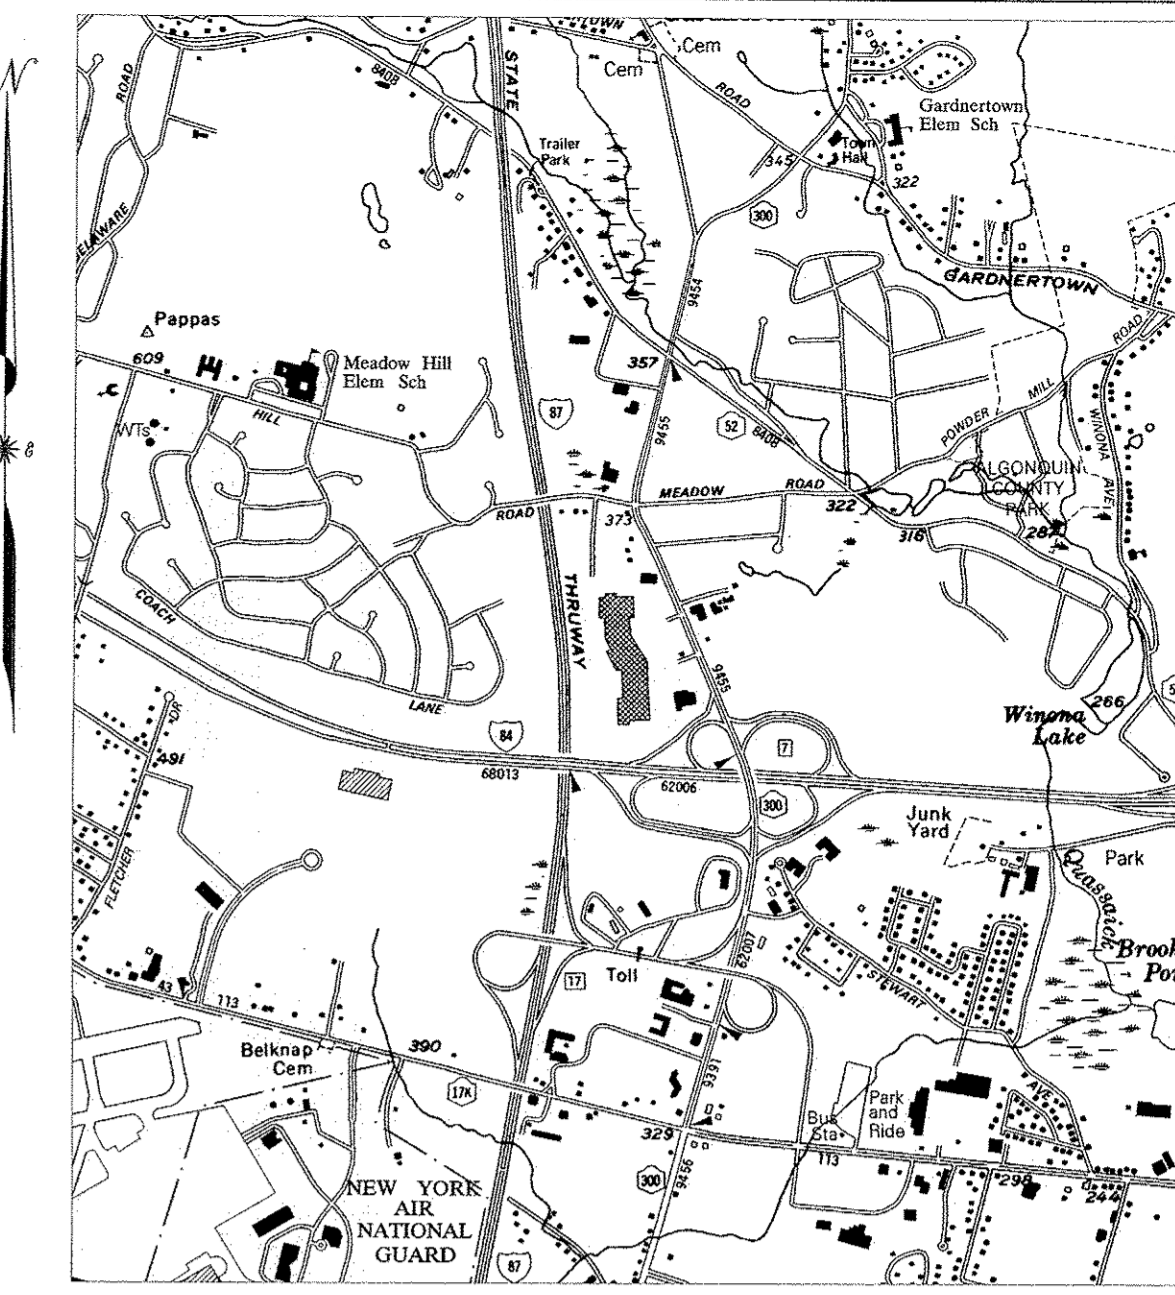 N
STATE
Cem
Cem
ROAD
8408
ROAD
Gardnertown
Elem Sch
Trailer
Park
Town
Hall
345
322
300
GARDNERTOWN
9454
ROAD
Pappas
609
357
Meadow Hill
Elem Sch
HILL
87
52
8408
9455
MILL
POWDER
WINONA
AVE
WTs
ALGONQUIN
COUNTY
PARK
MEADOW
ROAD
ROAD
373
322
316
287
COACH
THRUWAY
9455
LANE
266
Winona
Lake
DR
84
7
491
68013
62006
300
Junk
Yard
Park
Quassaick
FLETCHER
62007
STEWART
17
Toll
43
113
390
Belknap
Cem
17K
9391
AVE
Park
and
Ride
Bus
Sta
329
113
300
9456
298
244
NEW YORK
AIR
NATIONAL
GUARD
87